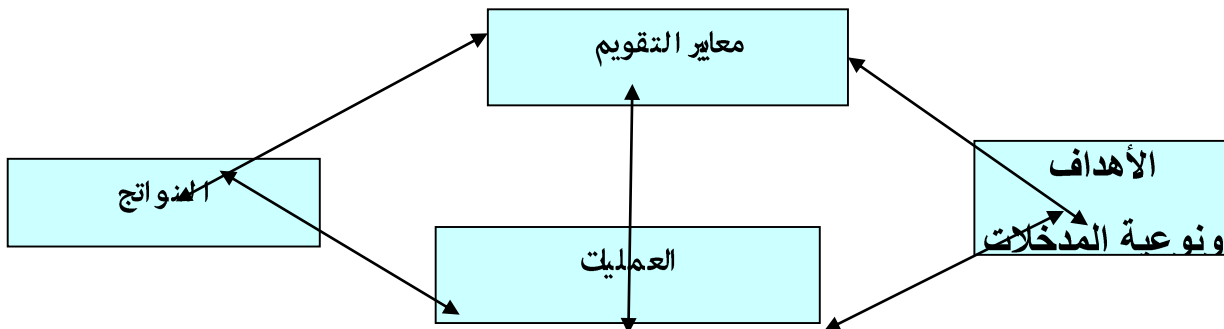 معايير التقويم
الأهداف
ونوعية المدخلات
النواتج
العمليات